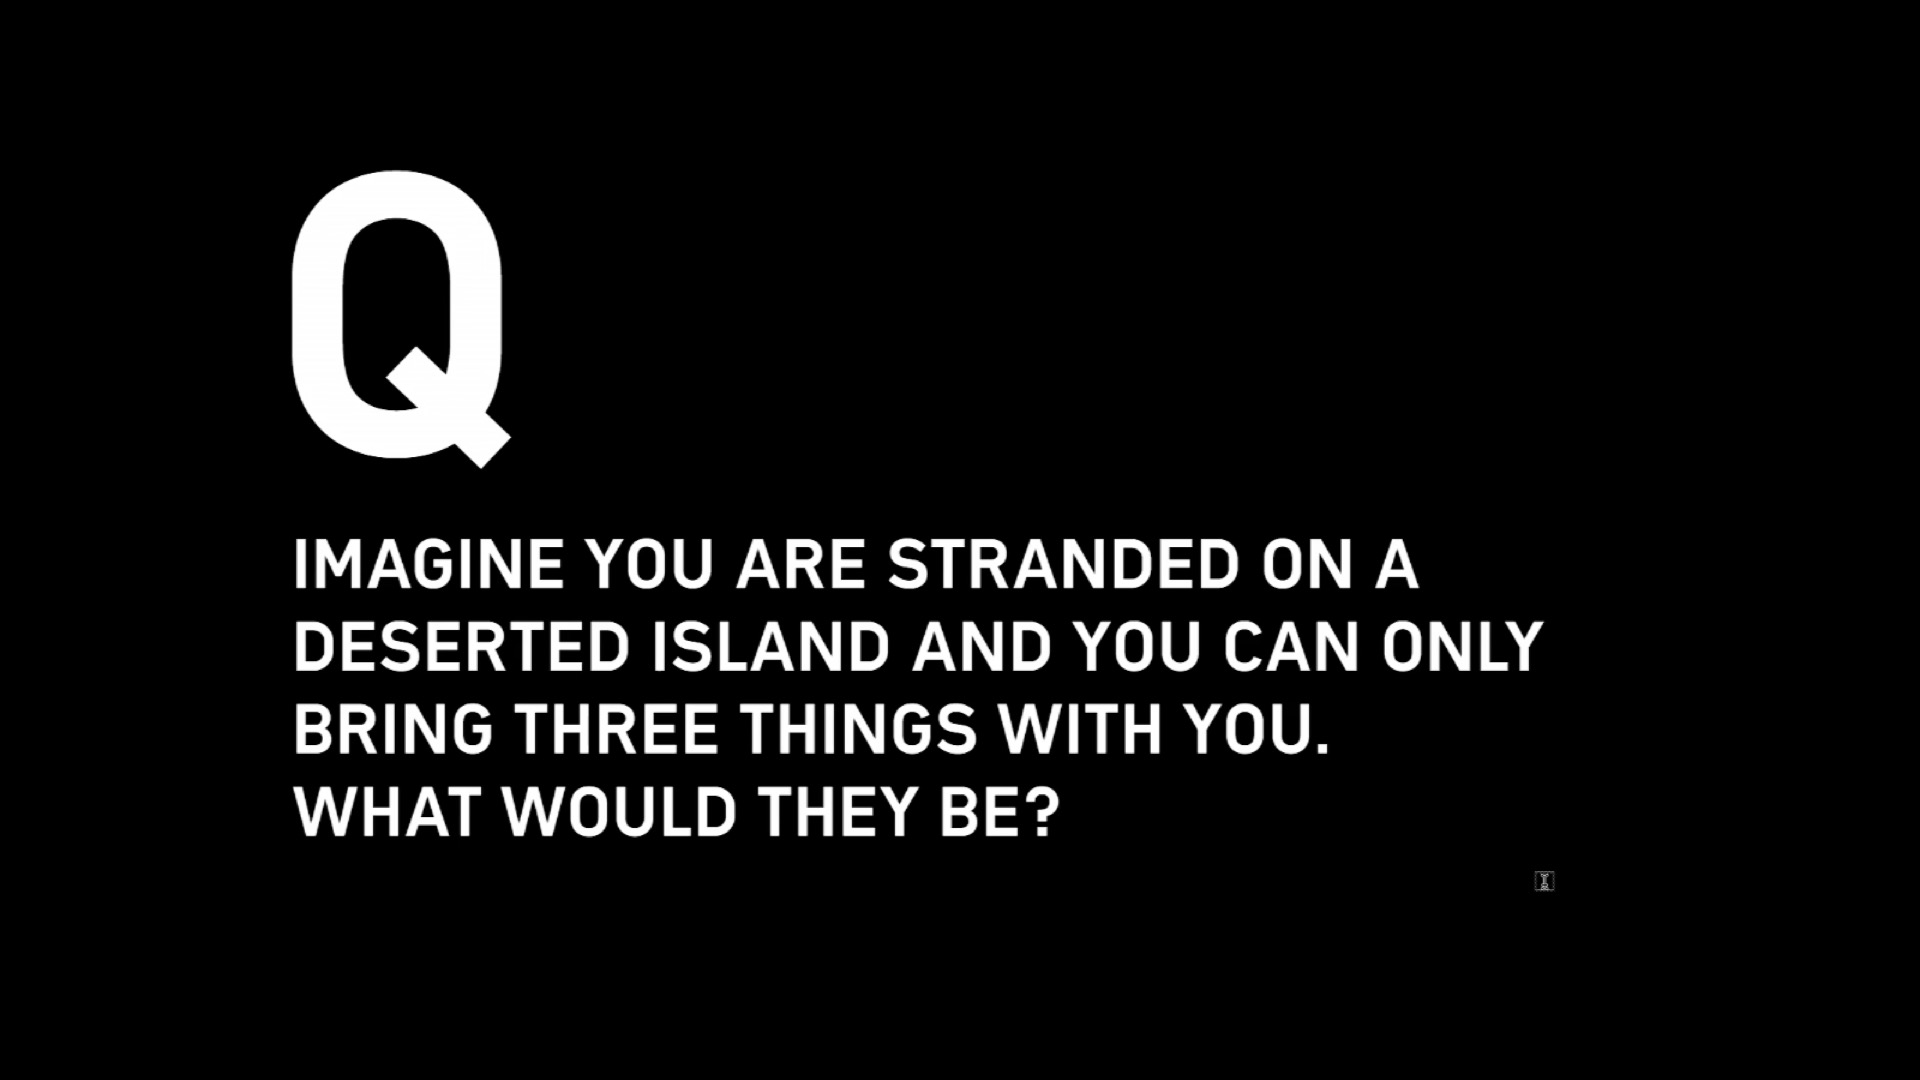 Q
IMAGINE YOU ARE STRANDED ON A
DESERTED ISLAND AND YOU CAN ONLY
BRING THREE THINGS WITH YOU.
WHAT WOULD THEY BE?